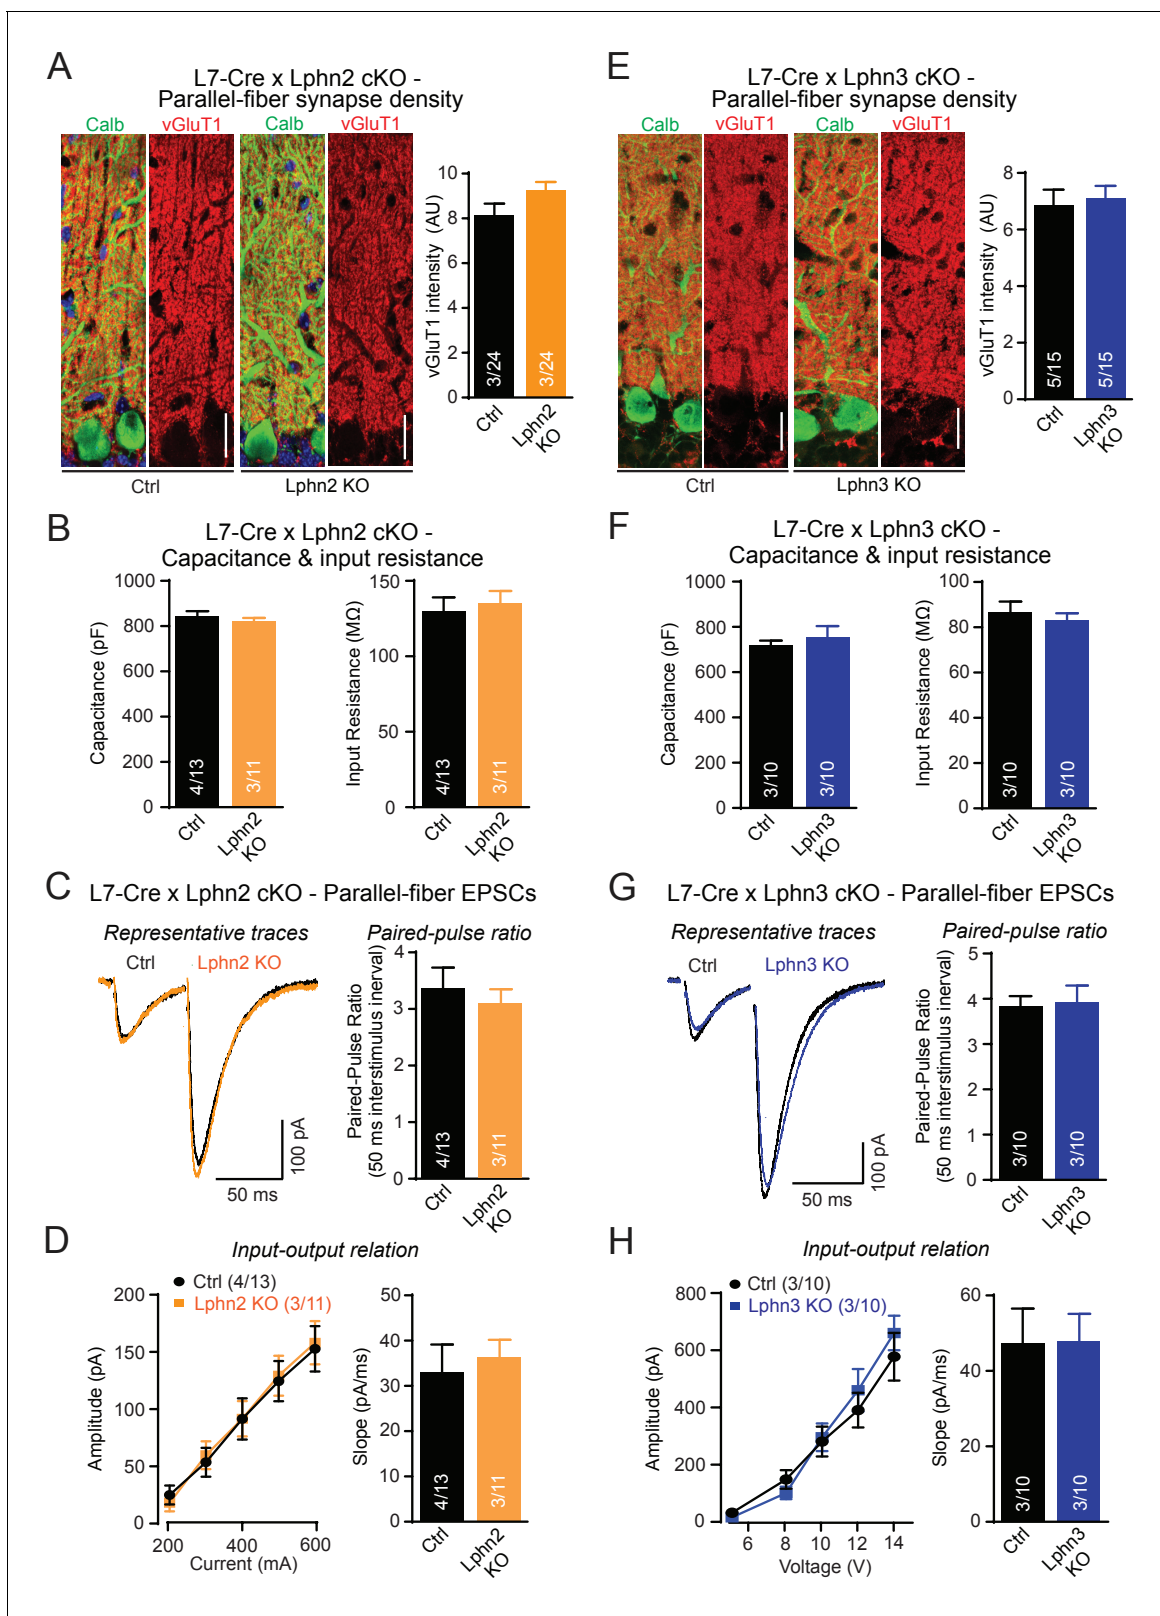 A
L7-Cre x Lphn2 cKO -
Parallel-fiber synapse density
Calb vGluT1 Calb vGluT1
Ctrl Lphn2 KO
vGluT1 intensity (AU)
10
8
6
4
2
0
3/24 3/24
Ctrl Lphn2 KO
E
L7-Cre x Lphn3 cKO -
Parallel-fiber synapse density
Calb vGluT1 Calb vGluT1
Ctrl Lphn3 KO
vGluT1 intensity (AU)
8
6
4
2
0
5/15 5/15
Ctrl Lphn3 KO
B
L7-Cre x Lphn2 cKO -
Capacitance & input resistance
Capacitance (pF)
1000
800
600
400
200
0
4/13 3/11
Ctrl Lphn2 KO
Input Resistance (MΩ)
150
100
50
0
4/13 3/11
Ctrl Lphn2 KO
F
L7-Cre x Lphn3 cKO -
Capacitance & input resistance
Capacitance (pF)
1000
800
600
400
200
0
3/10 3/10
Ctrl Lphn3 KO
Input Resistance (MΩ)
100
80
60
40
20
0
3/10 3/10
Ctrl Lphn3 KO
C
L7-Cre x Lphn2 cKO - Parallel-fiber EPSCs
Representative traces
Ctrl Lphn2 KO
100 pA
50 ms
Paired-pulse ratio
Paired-Pulse Ratio
(50 ms interstimulus inerval)
4
3
2
1
0
4/13 3/11
Ctrl Lphn2 KO
G
L7-Cre x Lphn3 cKO - Parallel-fiber EPSCs
Representative traces
Ctrl Lphn3 KO
100 pA
50 ms
Paired-pulse ratio
Paired-Pulse Ratio
(50 ms interstimulus interval)
5
4
3
2
1
0
3/10 3/10
Ctrl Lphn3 KO
D
Input-output relation
Ctrl (4/13)
Lphn2 KO (3/11)
Amplitude (pA)
200
150
100
50
0
200 400 600
Current (mA)
Slope (pA/ms)
50
40
30
20
10
0
4/13 3/11
Ctrl Lphn2 KO
H
Input-output relation
Ctrl (3/10)
Lphn3 KO (3/10)
Amplitude (pA)
800
600
400
200
0
6 8 10 12 14
Voltage (V)
Slope (pA/ms)
60
40
20
0
3/10 3/10
Ctrl Lphn3 KO